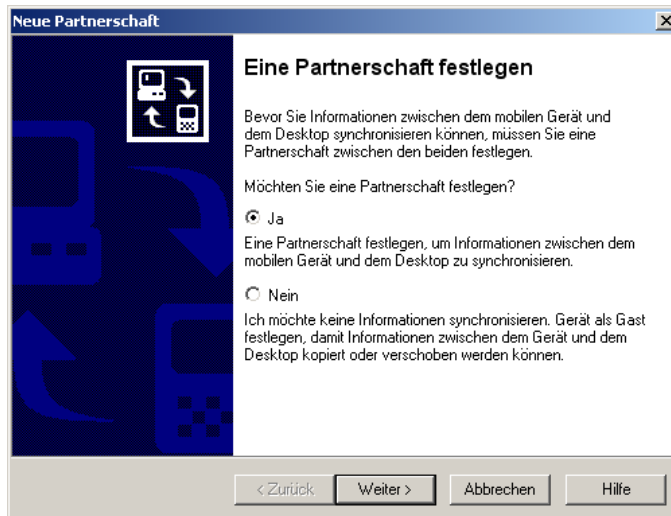 Neue Partnerschaft
Eine Partnerschaft festlegen
Bevor Sie Informationen zwischen dem mobilen Gerät und
dem Desktop synchronisieren können, müssen Sie eine
Partnerschaft zwischen den beiden festlegen.
Möchten Sie eine Partnerschaft festlegen?
Ja
Eine Partnerschaft festlegen, um Informationen zwischen dem
mobilen Gerät und dem Desktop zu synchronisieren.
Nein
Ich möchte keine Informationen synchronisieren. Gerät als Gast
festlegen, damit Informationen zwischen dem Gerät und dem
Desktop kopiert oder verschoben werden können.
< Zurück Weiter > Abbrechen Hilfe